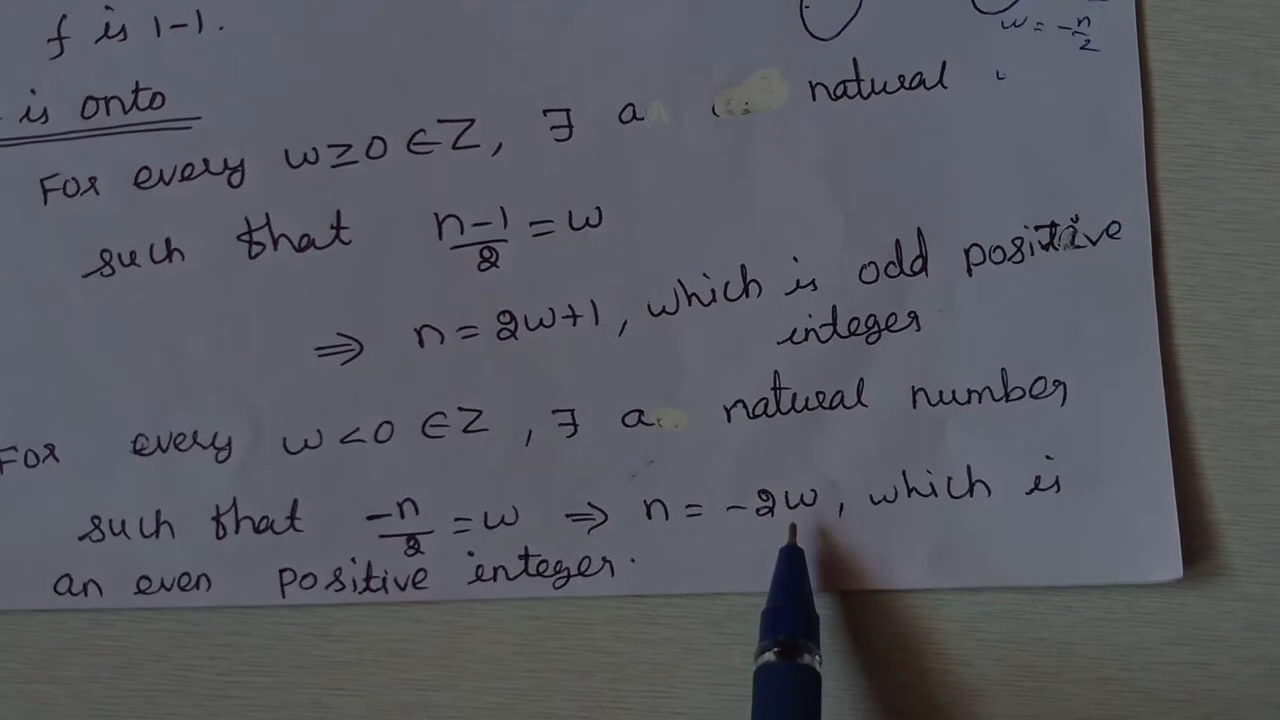 f is 1-1.
w = -n/2
is onto
For every w≥0 ∈ Z, ∃ a natural
such that (n-1)/2 = w
⇒ n = 2w+1, which is odd positive
integer
For every w<0 ∈ Z, ∃ a natural number,
such that -n/2 = w ⇒ n = -2w, which is
an even positive integer.